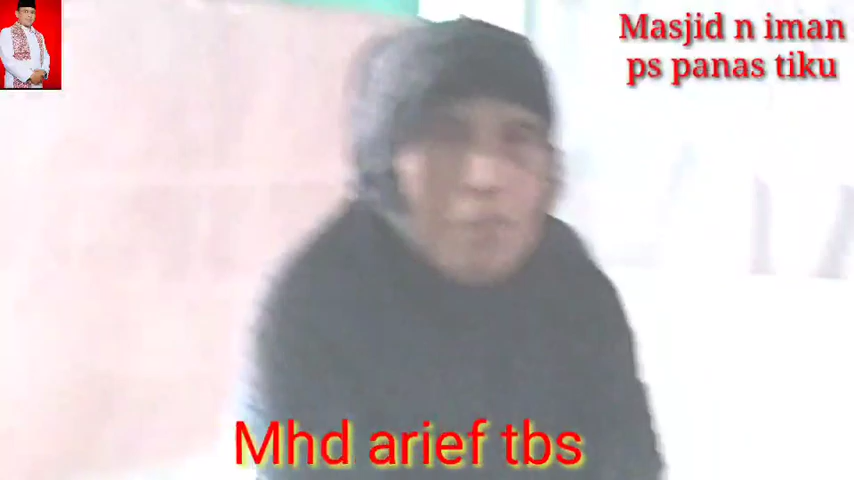 Masjid n iman
ps panas tiku
Mhd arief tbs